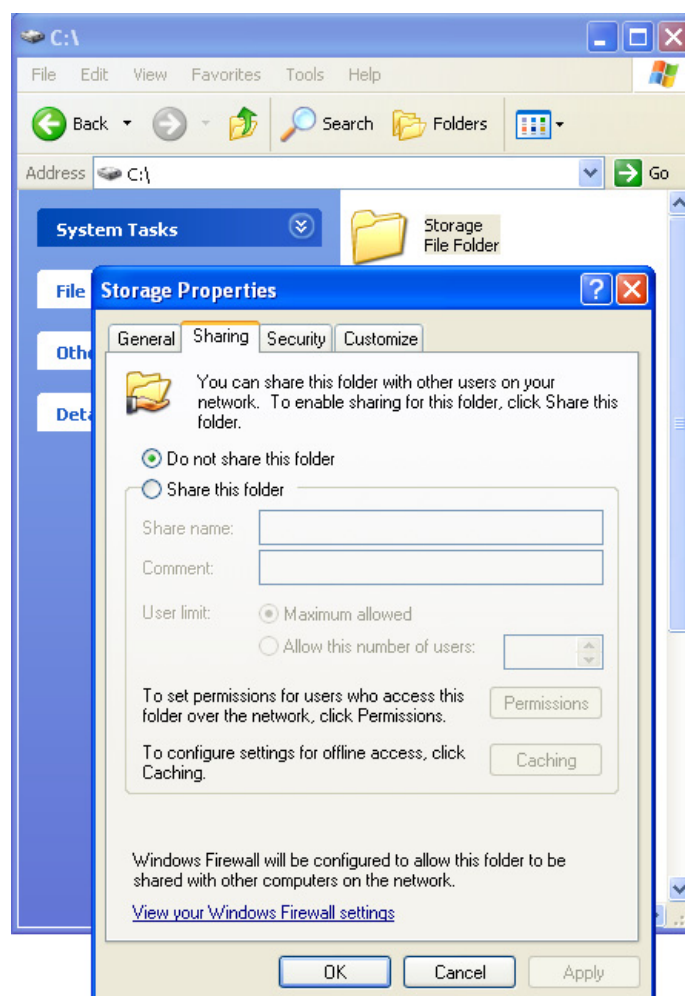 C:\
File Edit View Favorites Tools Help
Back Search Folders
Address C:\ Go
System Tasks
Storage
File Folder
File
Othe
Deta
Storage Properties
General Sharing Security Customize
You can share this folder with other users on your
network. To enable sharing for this folder, click Share this
folder.
Do not share this folder
Share this folder
Share name:
Comment:
User limit: Maximum allowed
Allow this number of users:
To set permissions for users who access this
folder over the network, click Permissions.
Permissions
To configure settings for offline access, click
Caching.
Caching
Windows Firewall will be configured to allow this folder to be
shared with other computers on the network.
View your Windows Firewall settings
OK Cancel Apply